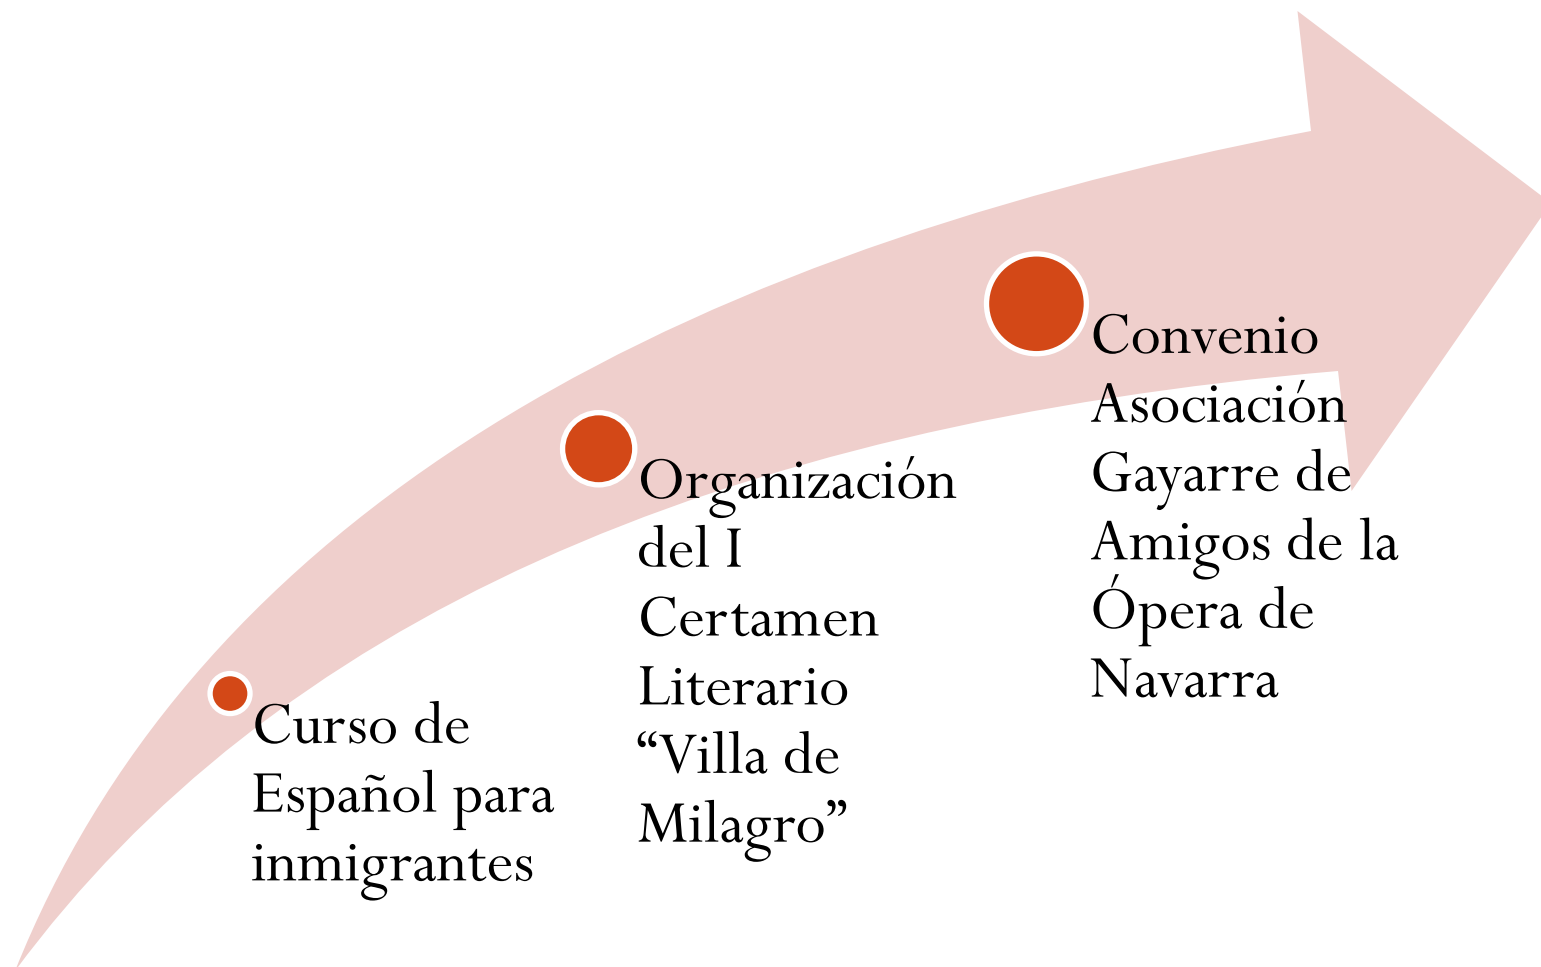 Curso de
Español para
inmigrantes
Organización
del I
Certamen
Literario
“Villa de
Milagro”
Convenio
Asociación
Gayarre de
Amigos de la
Ópera de
Navarra